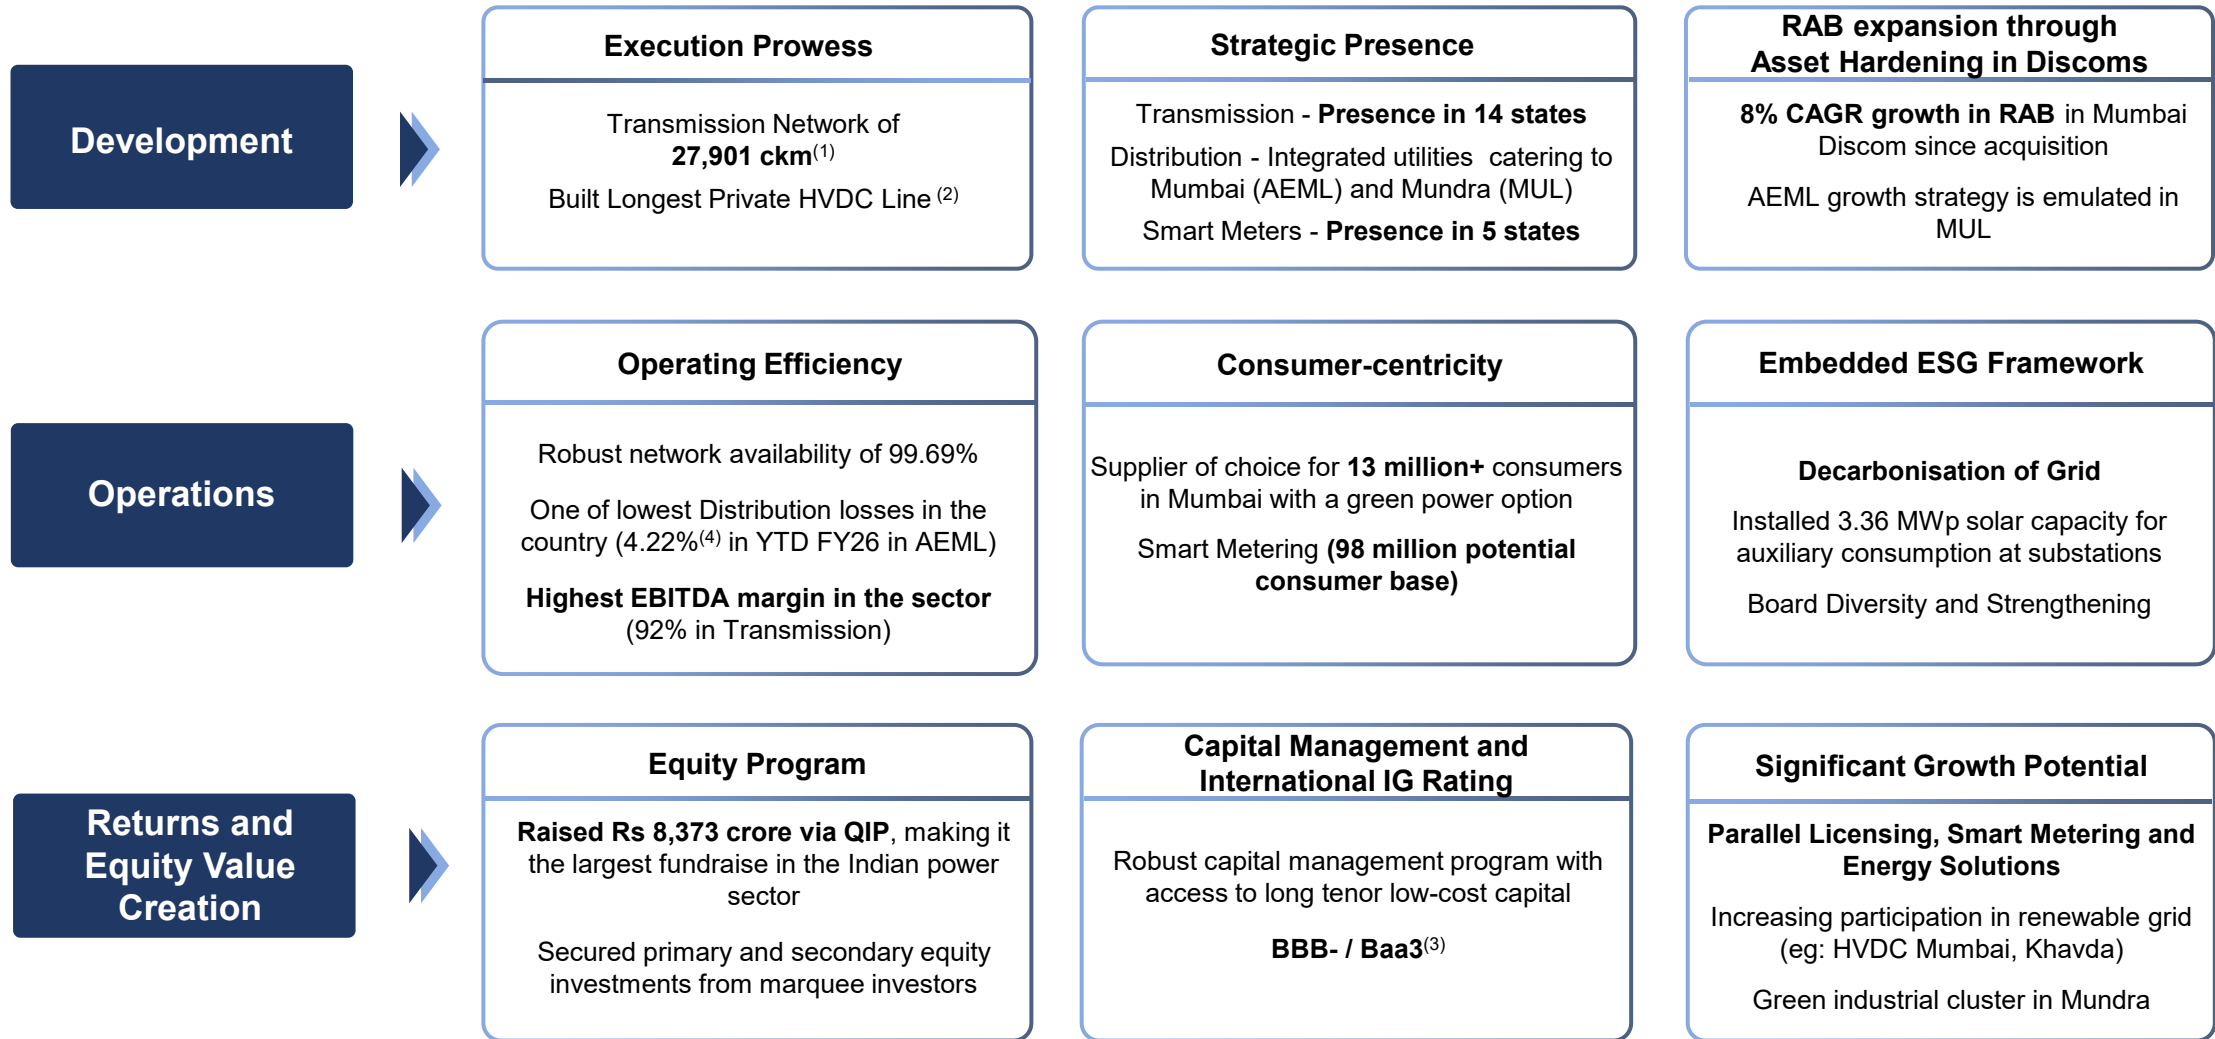 Development
Execution Prowess
Transmission Network of
27,901 ckm(1)
Built Longest Private HVDC Line (2)
Strategic Presence
Transmission - Presence in 14 states
Distribution - Integrated utilities catering to
Mumbai (AEML) and Mundra (MUL)
Smart Meters - Presence in 5 states
RAB expansion through
Asset Hardening in Discoms
8% CAGR growth in RAB in Mumbai
Discom since acquisition
AEML growth strategy is emulated in
MUL
Operations
Operating Efficiency
Robust network availability of 99.69%
One of lowest Distribution losses in the
country (4.22%(4) in YTD FY26 in AEML)
Highest EBITDA margin in the sector
(92% in Transmission)
Consumer-centricity
Supplier of choice for 13 million+ consumers
in Mumbai with a green power option
Smart Metering (98 million potential
consumer base)
Embedded ESG Framework
Decarbonisation of Grid
Installed 3.36 MWp solar capacity for
auxiliary consumption at substations
Board Diversity and Strengthening
Returns and
Equity Value
Creation
Equity Program
Raised Rs 8,373 crore via QIP, making it
the largest fundraise in the Indian power
sector
Secured primary and secondary equity
investments from marquee investors
Capital Management and
International IG Rating
Robust capital management program with
access to long tenor low-cost capital
BBB- / Baa3(3)
Significant Growth Potential
Parallel Licensing, Smart Metering and
Energy Solutions
Increasing participation in renewable grid
(eg: HVDC Mumbai, Khavda)
Green industrial cluster in Mundra